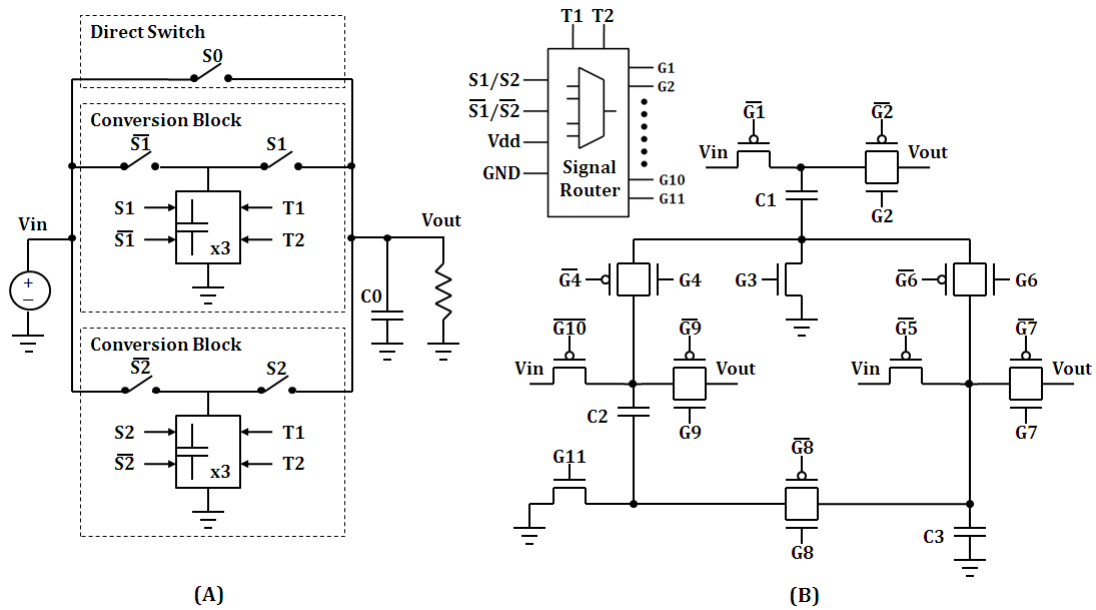 Direct Switch
S0
Conversion Block
S̅1̅
S1
S1
S̅1̅
x3
T1
T2
Vin
+
−
C0
Vout
Conversion Block
S̅2̅
S2
S2
S̅2̅
x3
T1
T2
(A)
T1 T2
S1/S2
S̅1̅/S̅2̅
Vdd
GND
Signal
Router
G1
G2
G10
G11
G̅1̅
G̅2̅
Vin
Vout
G2
C1
G̅4̅
G4
G3
G̅6̅
G6
G̅1̅0̅
G̅9̅
G̅5̅
G̅7̅
Vin
Vout
Vin
Vout
C2
G9
G7
G11
G̅8̅
G8
C3
(B)